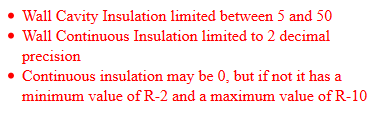 • Wall Cavity Insulation limited between 5 and 50
• Wall Continuous Insulation limited to 2 decimal
precision
• Continuous insulation may be 0, but if not it has a
minimum value of R-2 and a maximum value of R-10